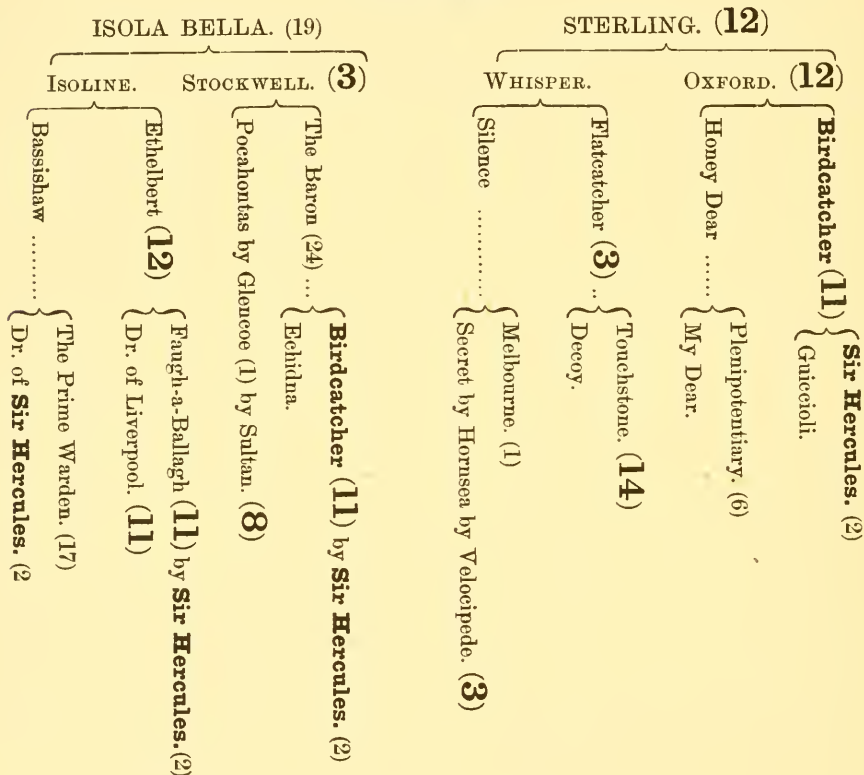 ISOLA BELLA. (19)
ISOLINE.
STOCKWELL. (3)
Bassishaw ..........
The Prime Warden. (17)
Dr. of Sir Hercules. (2
Ethelbert (12)
Faugh-a-Ballagh (11) by Sir Hercules. (2)
Dr. of Liverpool. (11)
Pocahontas by Glencoe (1) by Sultan. (8)
The Baron (24) ...
Birdcatcher (11) by Sir Hercules. (2)
Echidna.
STERLING. (12)
WHISPER.
OXFORD. (12)
Silence .............
Melbourne. (1)
Secret by Hornsea by Velocipede. (3)
Flatcatcher (3) ..
Touchstone. (14)
Decoy.
Honey Dear ......
Plenipotentiary. (6)
My Dear.
Birdcatcher (11)
Sir Hercules. (2)
Guiccioli.